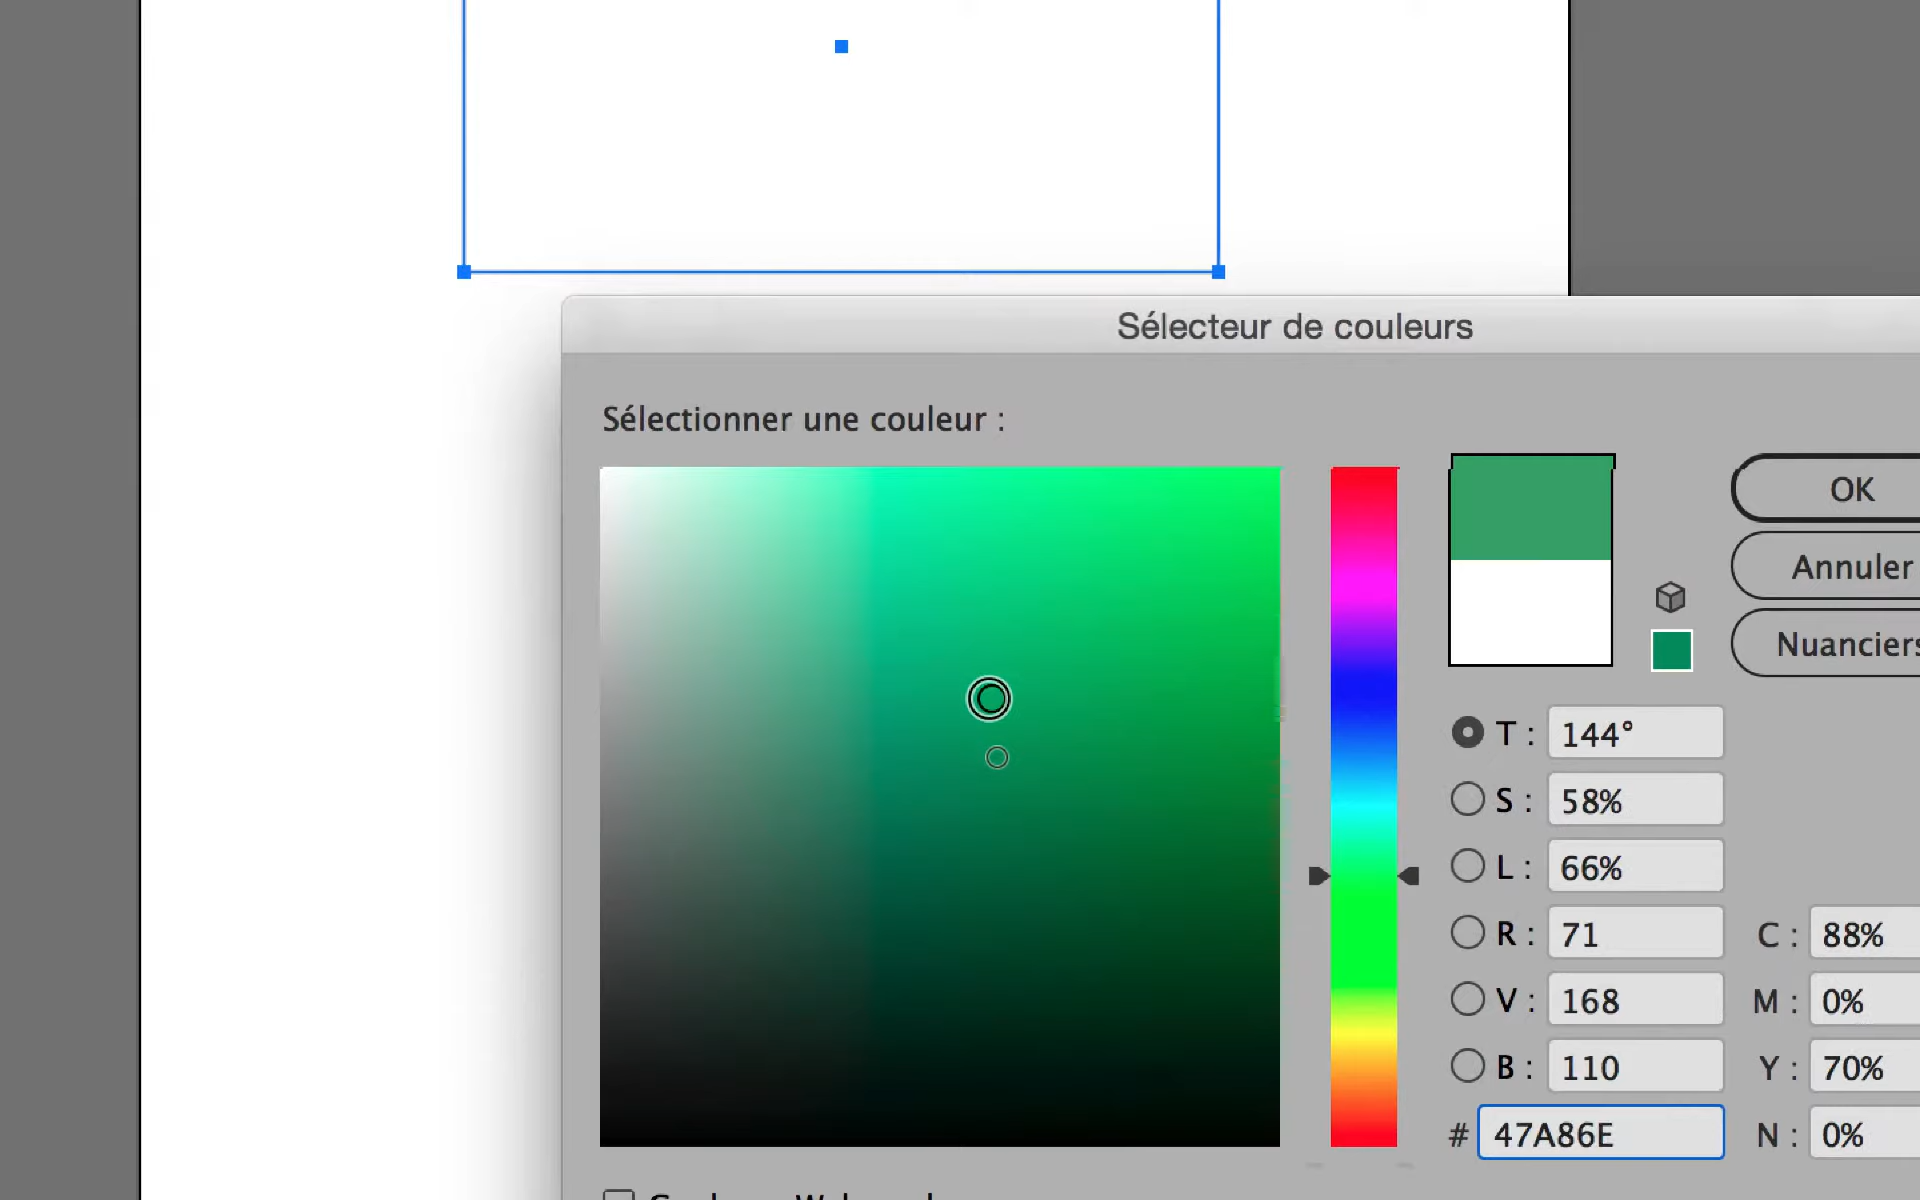 Sélecteur de couleurs
Sélectionner une couleur :
OK
Annuler
Nuanciers
T : 144°
S : 58%
L : 66%
R : 71 C : 88%
V : 168 M : 0%
B : 110 Y : 70%
# 47A86E N : 0%